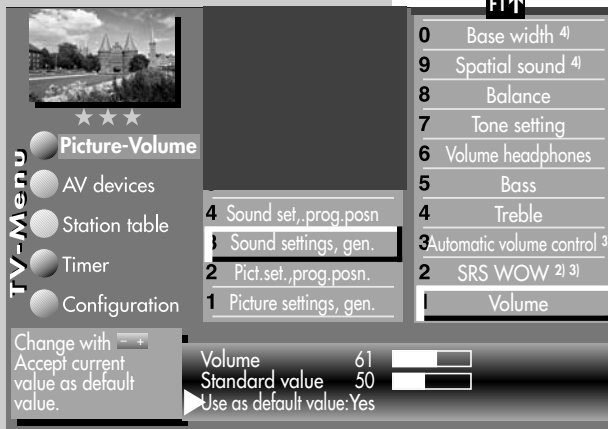 F1↑
TV-Menu
Picture-Volume
AV devices
Station table
Timer
Configuration
4 Sound set,.prog.posn
3 Sound settings, gen.
2 Pict.set.,prog.posn.
1 Picture settings, gen.
0 Base width 4)
9 Spatial sound 4)
8 Balance
7 Tone setting
6 Volume headphones
5 Bass
4 Treble
3 Automatic volume control 3
2 SRS WOW 2) 3)
1 Volume
Change with - +
Accept current
value as default
value.
Volume 61
Standard value 50
Use as default value:Yes